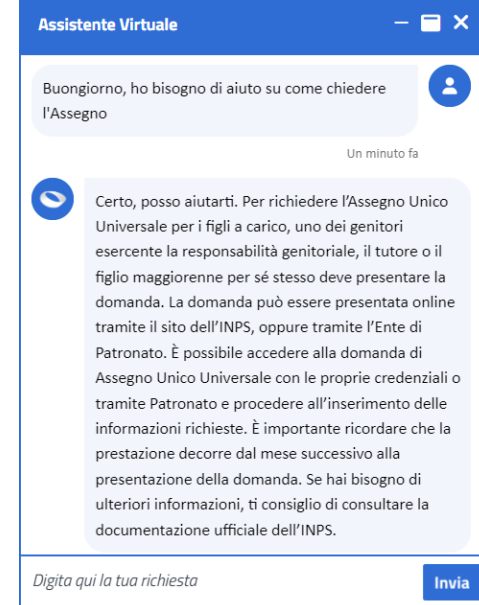 Assistente Virtuale
Buongiorno, ho bisogno di aiuto su come chiedere
l'Assegno
Un minuto fa
Certo, posso aiutarti. Per richiedere l’Assegno Unico
Universale per i figli a carico, uno dei genitori
esercente la responsabilità genitoriale, il tutore o il
figlio maggiorenne per sé stesso deve presentare la
domanda. La domanda può essere presentata online
tramite il sito dell’INPS, oppure tramite l’Ente di
Patronato. È possibile accedere alla domanda di
Assegno Unico Universale con le proprie credenziali o
tramite Patronato e procedere all’inserimento delle
informazioni richieste. È importante ricordare che la
prestazione decorre dal mese successivo alla
presentazione della domanda. Se hai bisogno di
ulteriori informazioni, ti consiglio di consultare la
documentazione ufficiale dell’INPS.
Digita qui la tua richiesta
Invia